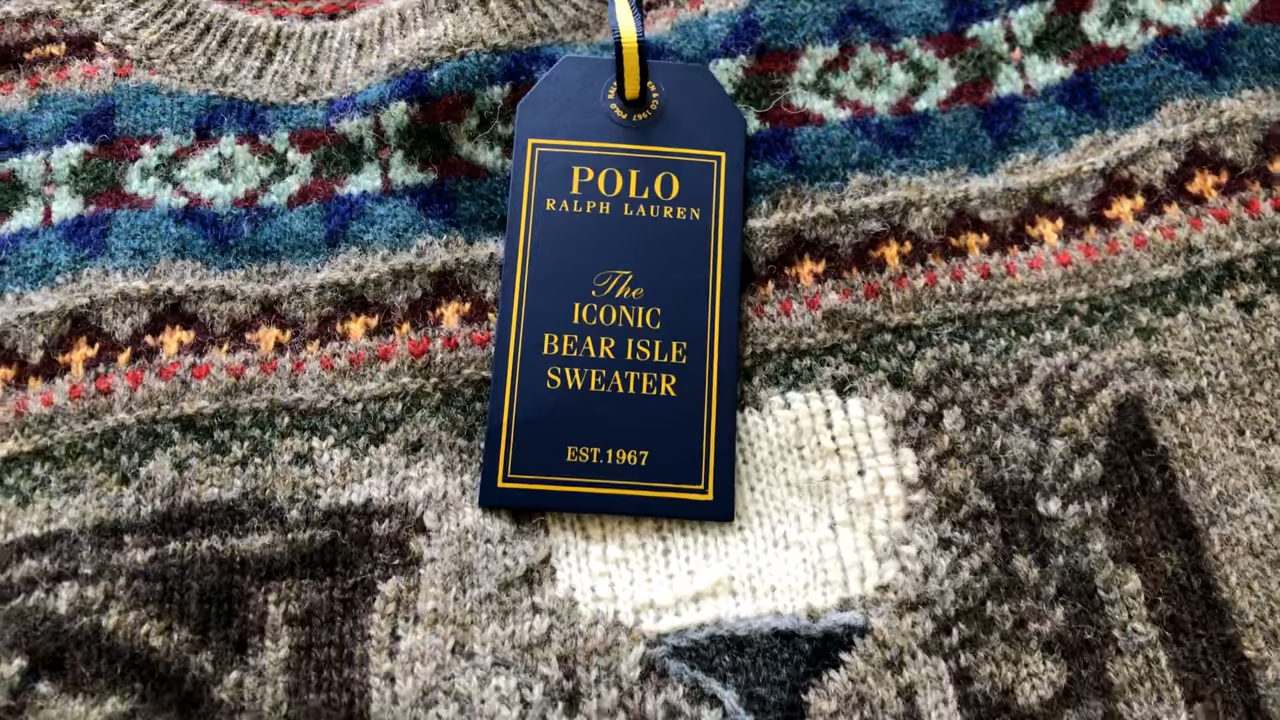 POLO
RALPH LAUREN
The
ICONIC
BEAR ISLE
SWEATER
EST.1967